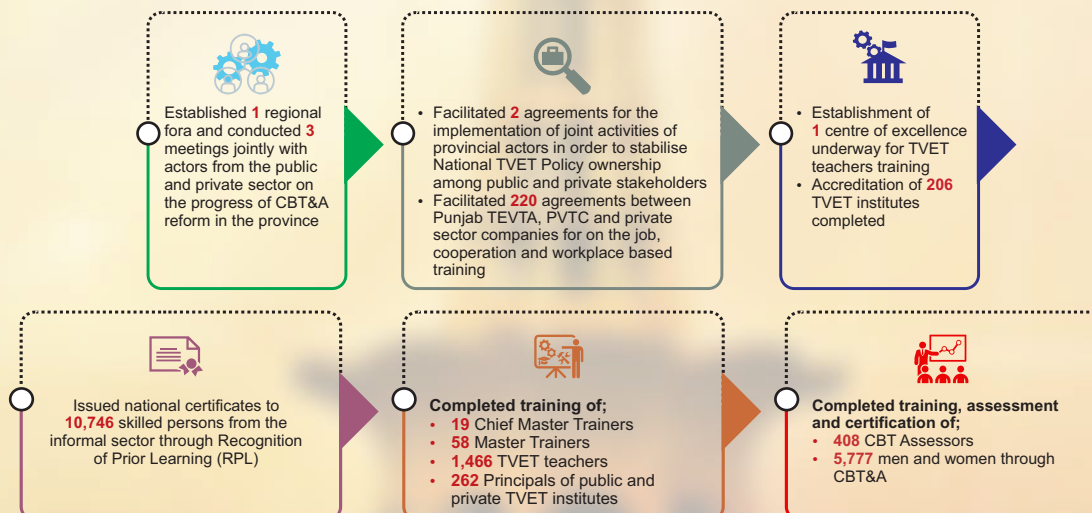 Established 1 regional
fora and conducted 3
meetings jointly with
actors from the public
and private sector on
the progress of CBT&A
reform in the province
• Facilitated 2 agreements for the
implementation of joint activities of
provincial actors in order to stabilise
National TVET Policy ownership
among public and private stakeholders
• Facilitated 220 agreements between
Punjab TEVTA, PVTC and private
sector companies for on the job,
cooperation and workplace based
training
• Establishment of
1 centre of excellence
underway for TVET
teachers training
• Accreditation of 206
TVET institutes
completed
Issued national certificates to
10,746 skilled persons from the
informal sector through Recognition
of Prior Learning (RPL)
Completed training of;
• 19 Chief Master Trainers
• 58 Master Trainers
• 1,466 TVET teachers
• 262 Principals of public and
private TVET institutes
Completed training, assessment
and certification of;
• 408 CBT Assessors
• 5,777 men and women through
CBT&A